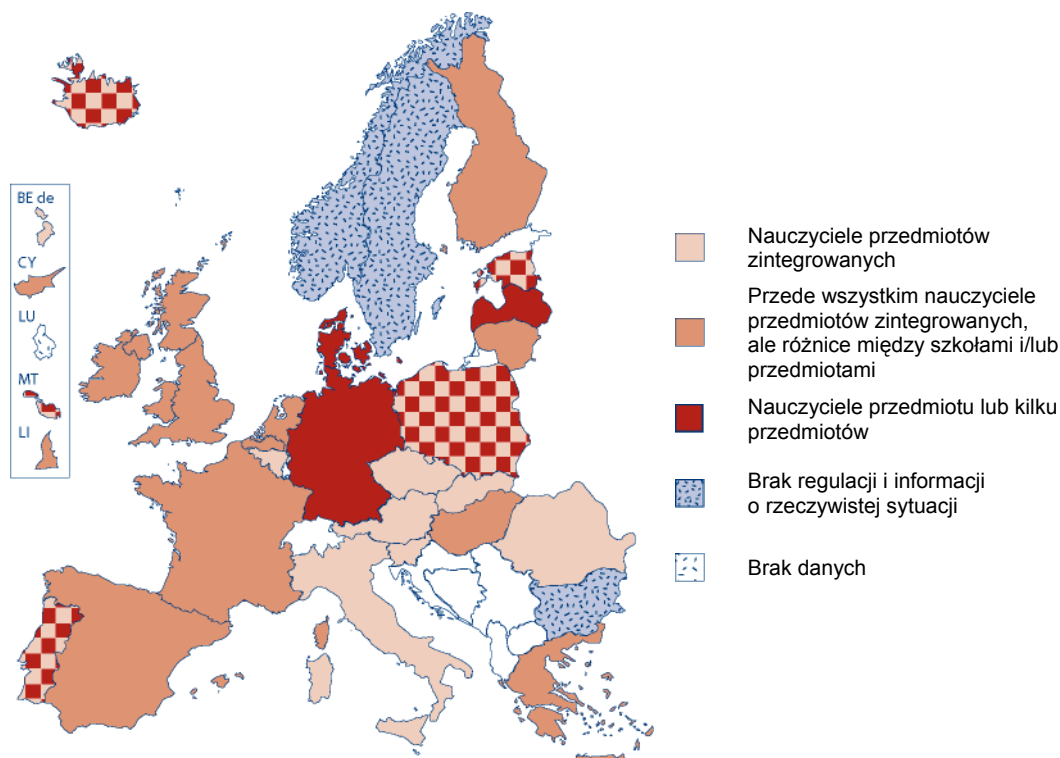 BE de
CY
LU
MT
LI
Nauczyciele przedmiotów
zintegrowanych
Przede wszystkim nauczyciele
przedmiotów zintegrowanych,
ale różnice między szkołami i/lub
przedmiotami
Nauczyciele przedmiotu lub kilku
przedmiotów
Brak regulacji i informacji
o rzeczywistej sytuacji
Brak danych